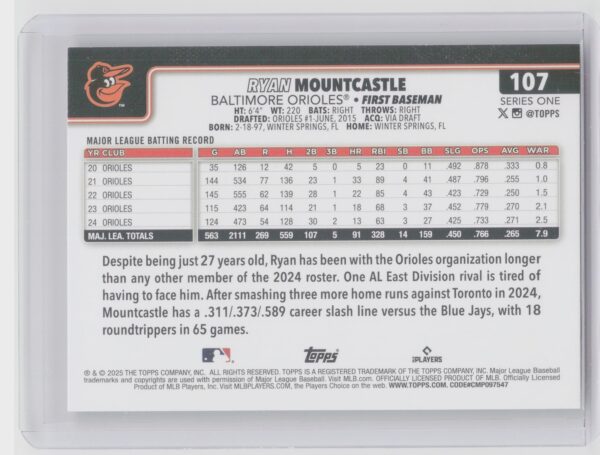 RYAN MOUNTCASTLE
107
BALTIMORE ORIOLES® • FIRST BASEMAN
SERIES ONE
HT: 6'4" WT: 220 BATS: RIGHT THROWS: RIGHT
@TOPPS
DRAFTED: ORIOLES #1-JUNE, 2015 ACQ: VIA DRAFT
BORN: 2-18-97, WINTER SPRINGS, FL HOME: WINTER SPRINGS, FL
MAJOR LEAGUE BATTING RECORD
YR CLUB G AB R H 2B 3B HR RBI SB BB SLG OPS AVG WAR
20 ORIOLES 35 126 12 42 5 0 5 23 0 11 .492 .878 .333 0.8
21 ORIOLES 144 534 77 136 23 1 33 89 4 41 .487 .796 .255 1.0
22 ORIOLES 145 555 62 139 28 1 22 85 4 43 .423 .729 .250 1.5
23 ORIOLES 115 423 64 114 21 1 18 68 3 37 .452 .779 .270 2.1
24 ORIOLES 124 473 54 128 30 2 13 63 3 27 .425 .733 .271 2.5
MAJ. LEA. TOTALS 563 2111 269 559 107 5 91 328 14 159 .450 .766 .265 7.9
Despite being just 27 years old, Ryan has been with the Orioles organization longer
than any other member of the 2024 roster. One AL East Division rival is tired of
having to face him. After smashing three more home runs against Toronto in 2024,
Mountcastle has a .311/.373/.589 career slash line versus the Blue Jays, with 18
roundtrippers in 65 games.
topps PLAYERS
® & © 2025 THE TOPPS COMPANY, INC. ALL RIGHTS RESERVED. TOPPS IS A REGISTERED TRADEMARK OF THE TOPPS COMPANY, INC. Major League Baseball
trademarks and copyrights are used with permission of Major League Baseball. Visit MLB.com. OFFICIALLY LICENSED PRODUCT OF MLB. Officially Licensed
Product of MLB Players, Inc. Visit MLBPLAYERS.com, the Players Choice on the web. WWW.TOPPS.COM. CODE#CMP097547